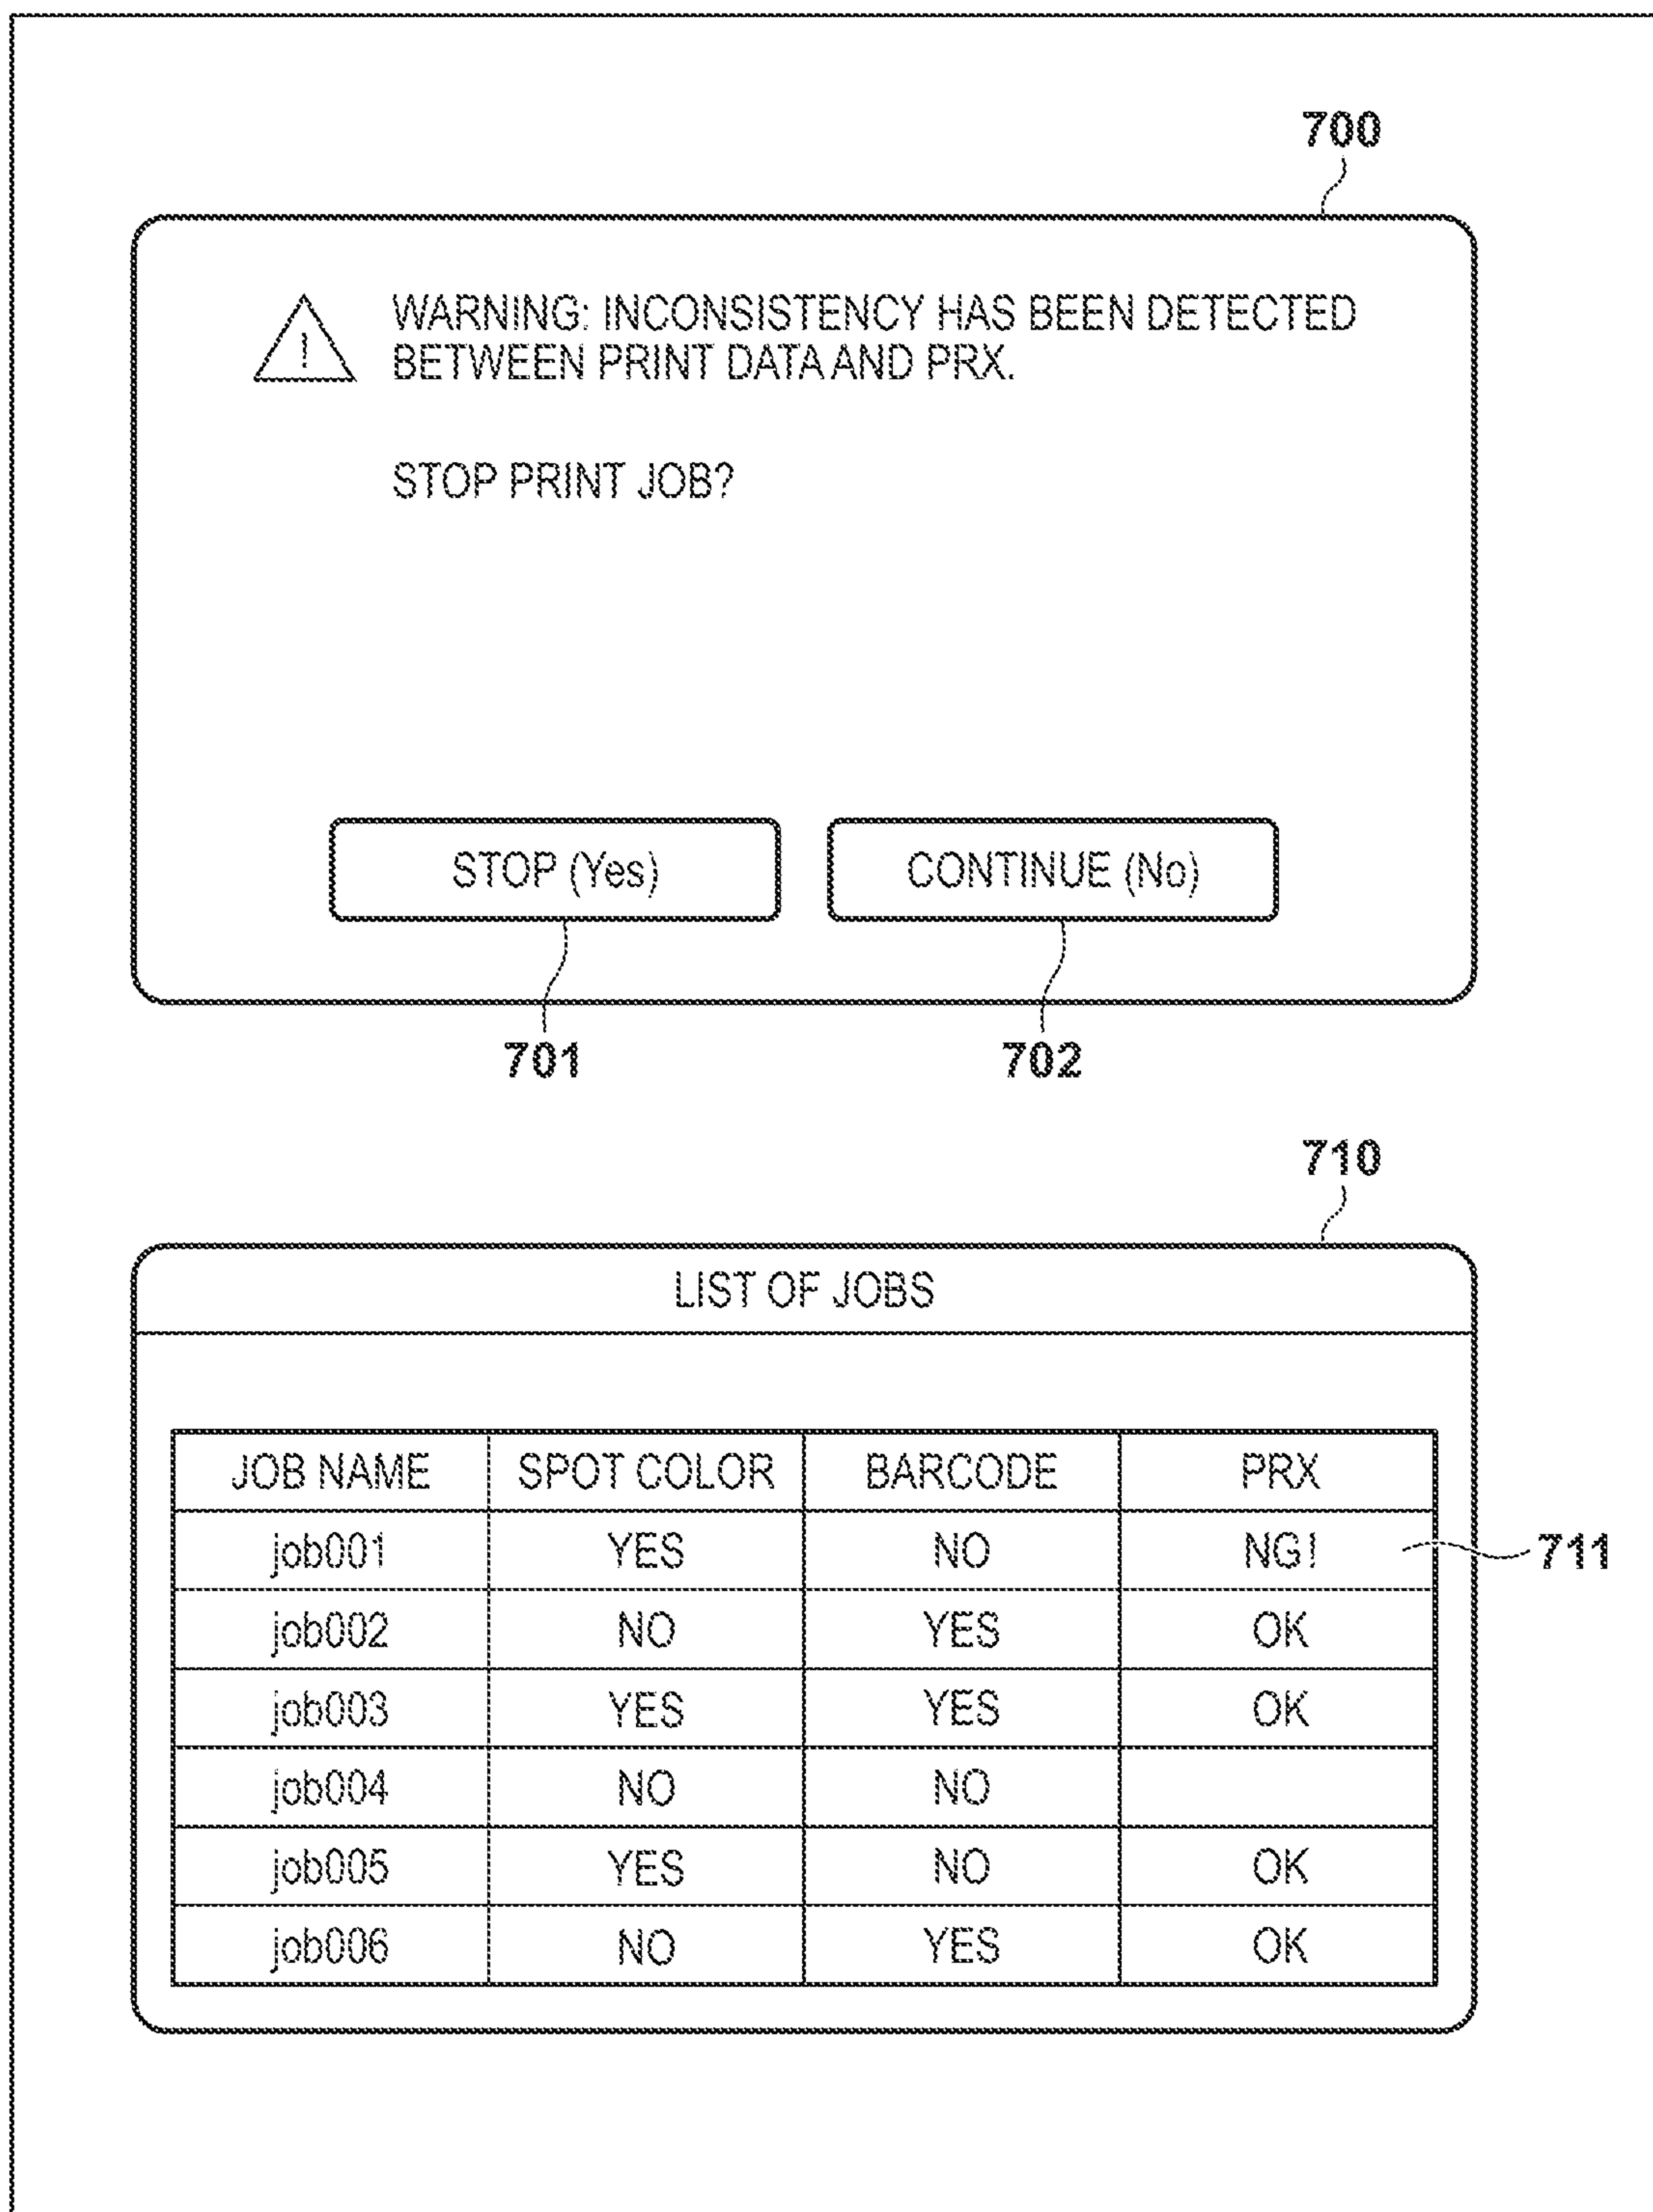 700
WARNING: INCONSISTENCY HAS BEEN DETECTED
BETWEEN PRINT DATA AND PRX.
!
STOP PRINT JOB?
STOP (Yes) CONTINUE (No)
701 702
710
LIST OF JOBS
JOB NAME SPOT COLOR BARCODE PRX
job001 YES NO NG! 711
job002 NO YES OK
job003 YES YES OK
job004 NO NO
job005 YES NO OK
job006 NO YES OK